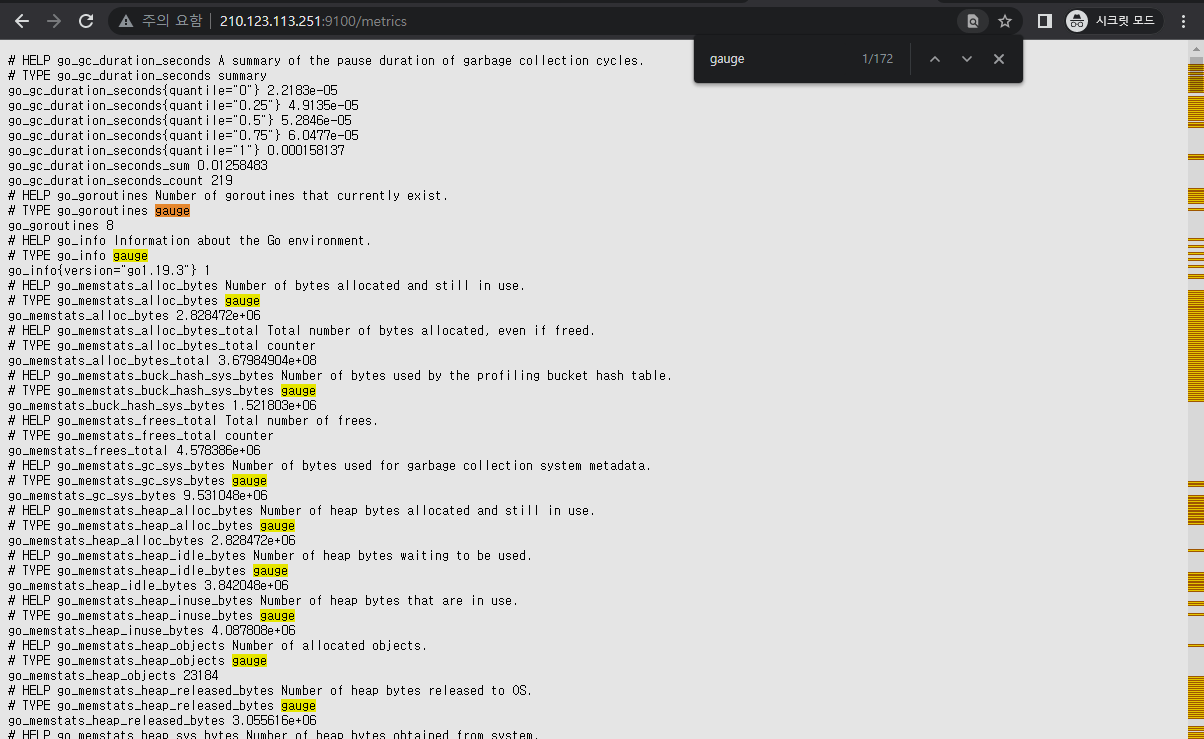 주의 요함
210.123.113.251:9100/metrics
시크릿 모드
gauge
1/172
# HELP go_gc_duration_seconds A summary of the pause duration of garbage collection cycles.
# TYPE go_gc_duration_seconds summary
go_gc_duration_seconds{quantile="0"} 2.2183e-05
go_gc_duration_seconds{quantile="0.25"} 4.9135e-05
go_gc_duration_seconds{quantile="0.5"} 5.2846e-05
go_gc_duration_seconds{quantile="0.75"} 6.0477e-05
go_gc_duration_seconds{quantile="1"} 0.000158137
go_gc_duration_seconds_sum 0.01258483
go_gc_duration_seconds_count 219
# HELP go_goroutines Number of goroutines that currently exist.
# TYPE go_goroutines gauge
go_goroutines 8
# HELP go_info Information about the Go environment.
# TYPE go_info gauge
go_info{version="go1.19.3"} 1
# HELP go_memstats_alloc_bytes Number of bytes allocated and still in use.
# TYPE go_memstats_alloc_bytes gauge
go_memstats_alloc_bytes 2.828472e+06
# HELP go_memstats_alloc_bytes_total Total number of bytes allocated, even if freed.
# TYPE go_memstats_alloc_bytes_total counter
go_memstats_alloc_bytes_total 3.67984904e+08
# HELP go_memstats_buck_hash_sys_bytes Number of bytes used by the profiling bucket hash table.
# TYPE go_memstats_buck_hash_sys_bytes gauge
go_memstats_buck_hash_sys_bytes 1.521803e+06
# HELP go_memstats_frees_total Total number of frees.
# TYPE go_memstats_frees_total counter
go_memstats_frees_total 4.578386e+06
# HELP go_memstats_gc_sys_bytes Number of bytes used for garbage collection system metadata.
# TYPE go_memstats_gc_sys_bytes gauge
go_memstats_gc_sys_bytes 9.531048e+06
# HELP go_memstats_heap_alloc_bytes Number of heap bytes allocated and still in use.
# TYPE go_memstats_heap_alloc_bytes gauge
go_memstats_heap_alloc_bytes 2.828472e+06
# HELP go_memstats_heap_idle_bytes Number of heap bytes waiting to be used.
# TYPE go_memstats_heap_idle_bytes gauge
go_memstats_heap_idle_bytes 3.842048e+06
# HELP go_memstats_heap_inuse_bytes Number of heap bytes that are in use.
# TYPE go_memstats_heap_inuse_bytes gauge
go_memstats_heap_inuse_bytes 4.087808e+06
# HELP go_memstats_heap_objects Number of allocated objects.
# TYPE go_memstats_heap_objects gauge
go_memstats_heap_objects 23184
# HELP go_memstats_heap_released_bytes Number of heap bytes released to OS.
# TYPE go_memstats_heap_released_bytes gauge
go_memstats_heap_released_bytes 3.055616e+06
# HELP go_memstats_heap_sys_bytes Number of heap bytes obtained from system.